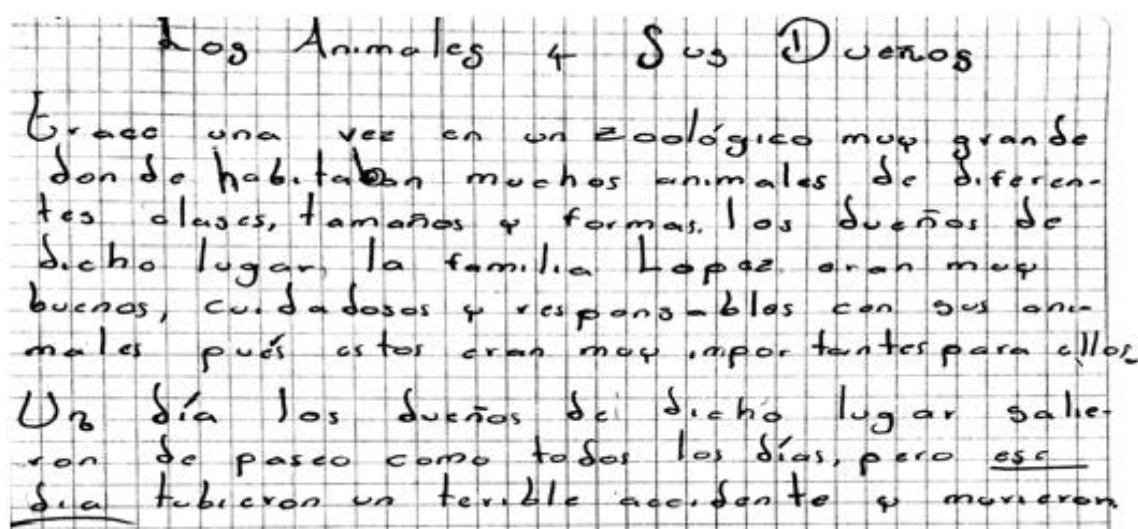 Los Animales y Sus Dueños
Erase una vez en un zoológico muy grande
donde habitaban muchos animales de diferen-
tes clases, tamaños y formas. los dueños de
dicho lugar, la familia Lopez eran muy
buenos, cuidadosos y responsables con sus ani-
males pués estos eran muy importantes para ellos.
Un día los dueños de dicho lugar salie-
ron de paseo como todos los días, pero ese
dia tubieron un terible accidente y murieron